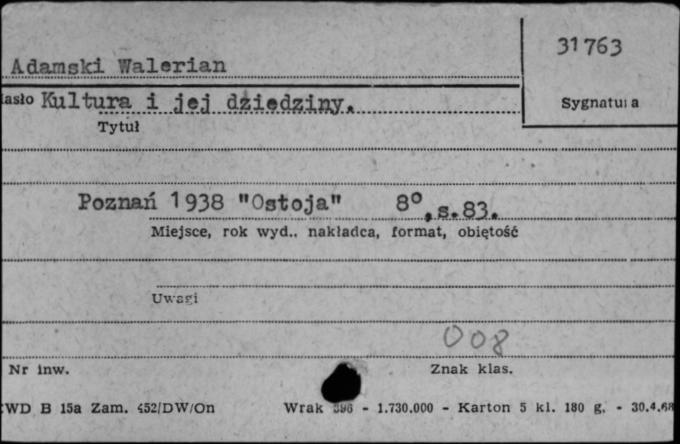 31763
Adamski Walerian
asło Kultura i jej dziedziny.
Sygnatura
Tytuł
Poznań 1938 "Ostoja" 8°, s.83.
Miejsce, rok wyd., nakładca, format, objętość
Uwagi
008
Nr inw.
Znak klas.
WD B 15a Zam. 452/DW/On Wrak 396 - 1.730.000 - Karton 5 kl. 180 g. - 30.4.68